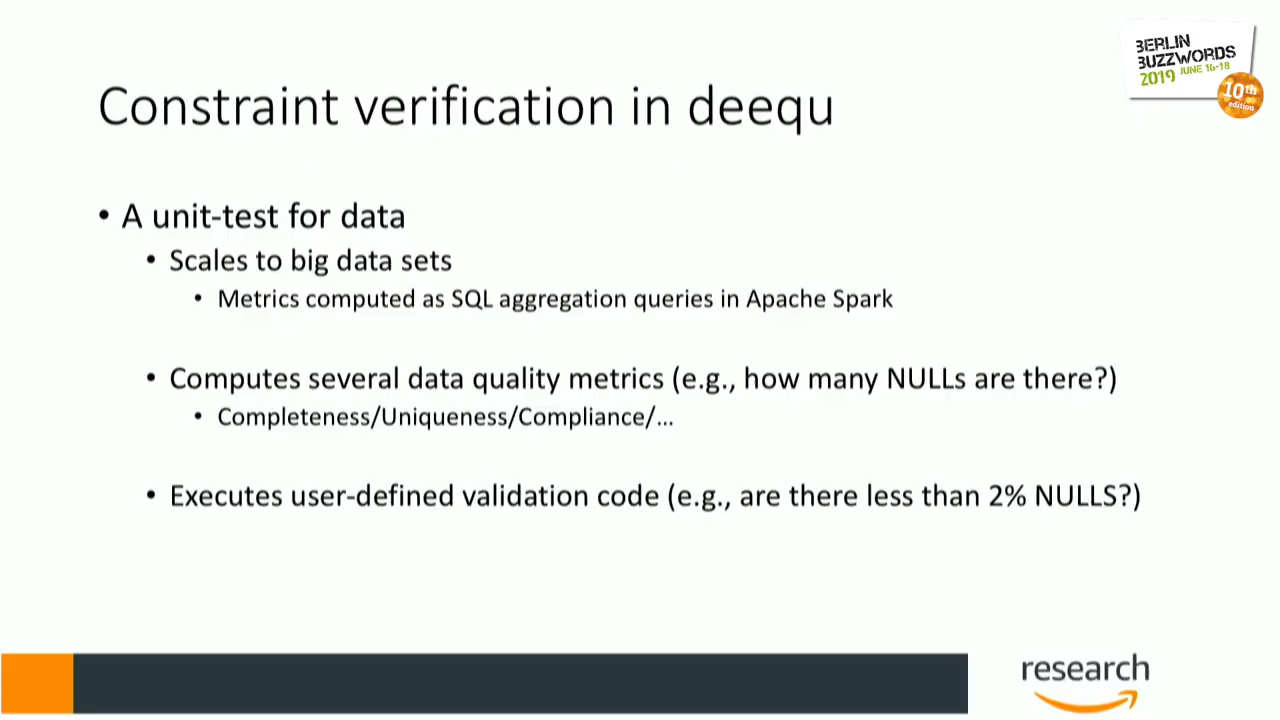 BERLIN
BUZZWORDS
2019 JUNE 16-18
10th
edition
Constraint verification in deequ
• A unit-test for data
• Scales to big data sets
• Metrics computed as SQL aggregation queries in Apache Spark
• Computes several data quality metrics (e.g., how many NULLs are there?)
• Completeness/Uniqueness/Compliance/...
• Executes user-defined validation code (e.g., are there less than 2% NULLS?)
research